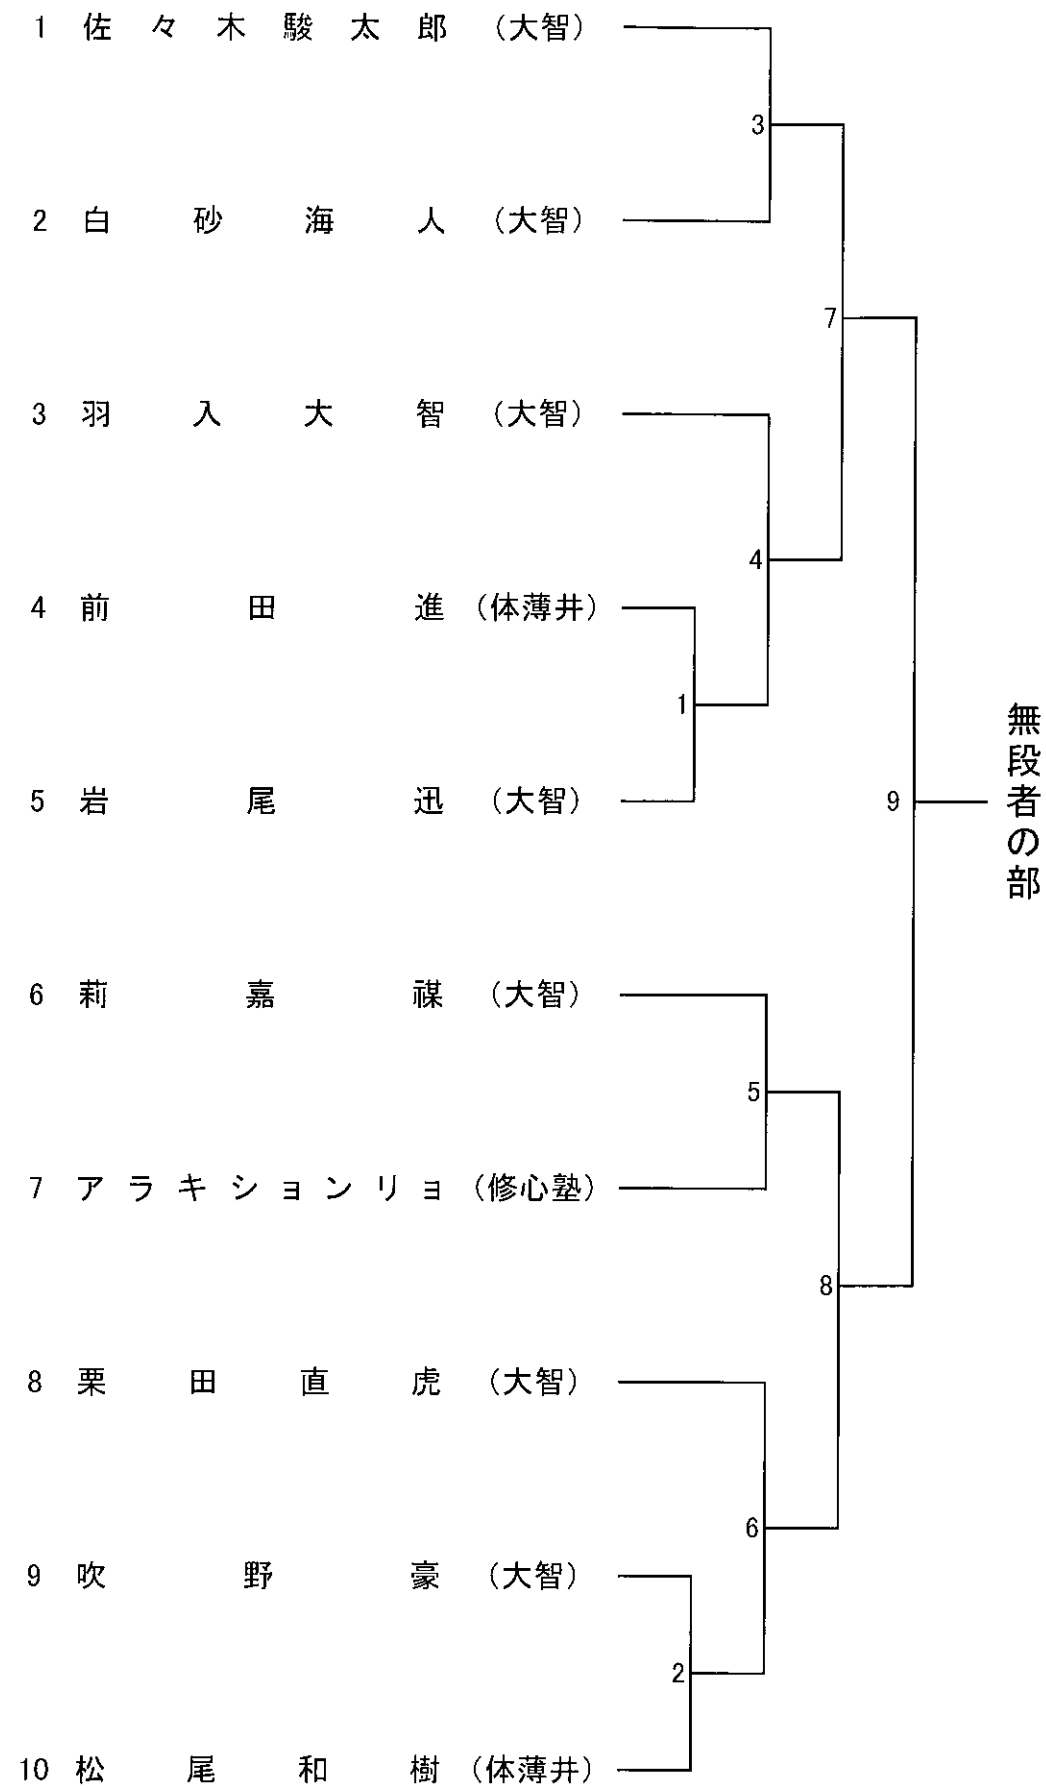 1 佐々木駿太郎 (大智)
3
2 白砂海人 (大智)
7
3 羽入大智 (大智)
4
4 前田進 (体薄井)
1
5 岩尾迅 (大智)
9
無段者の部
6 莉嘉禖 (大智)
5
7 アラキションリョ (修心塾)
8
8 栗田直虎 (大智)
6
9 吹野豪 (大智)
2
10 松尾和樹 (体薄井)